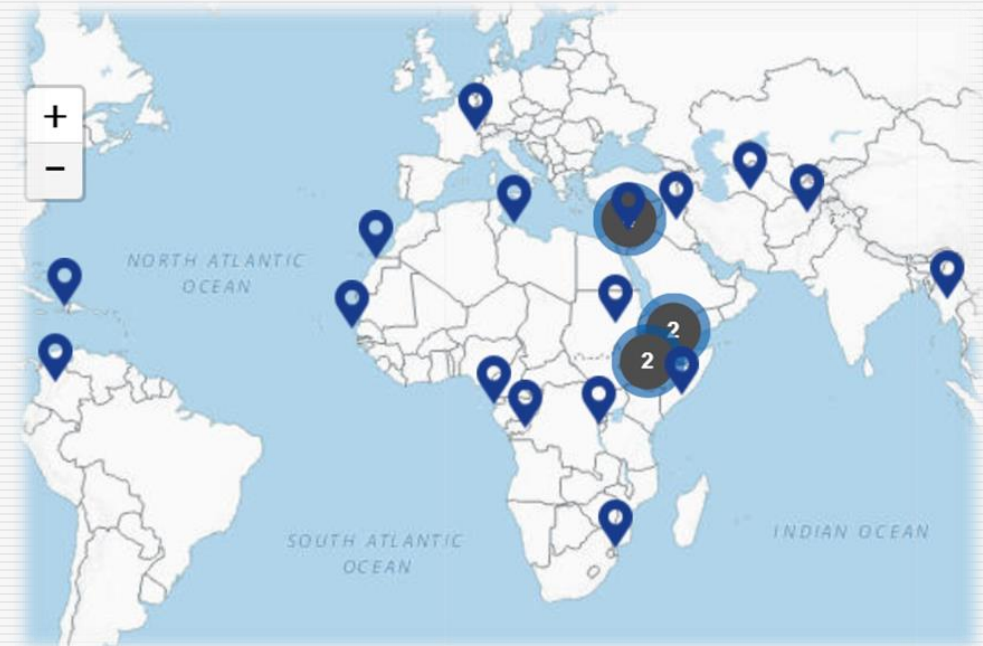 +
−
NORTH ATLANTIC
OCEAN
2
2
SOUTH ATLANTIC
OCEAN
INDIAN OCEAN